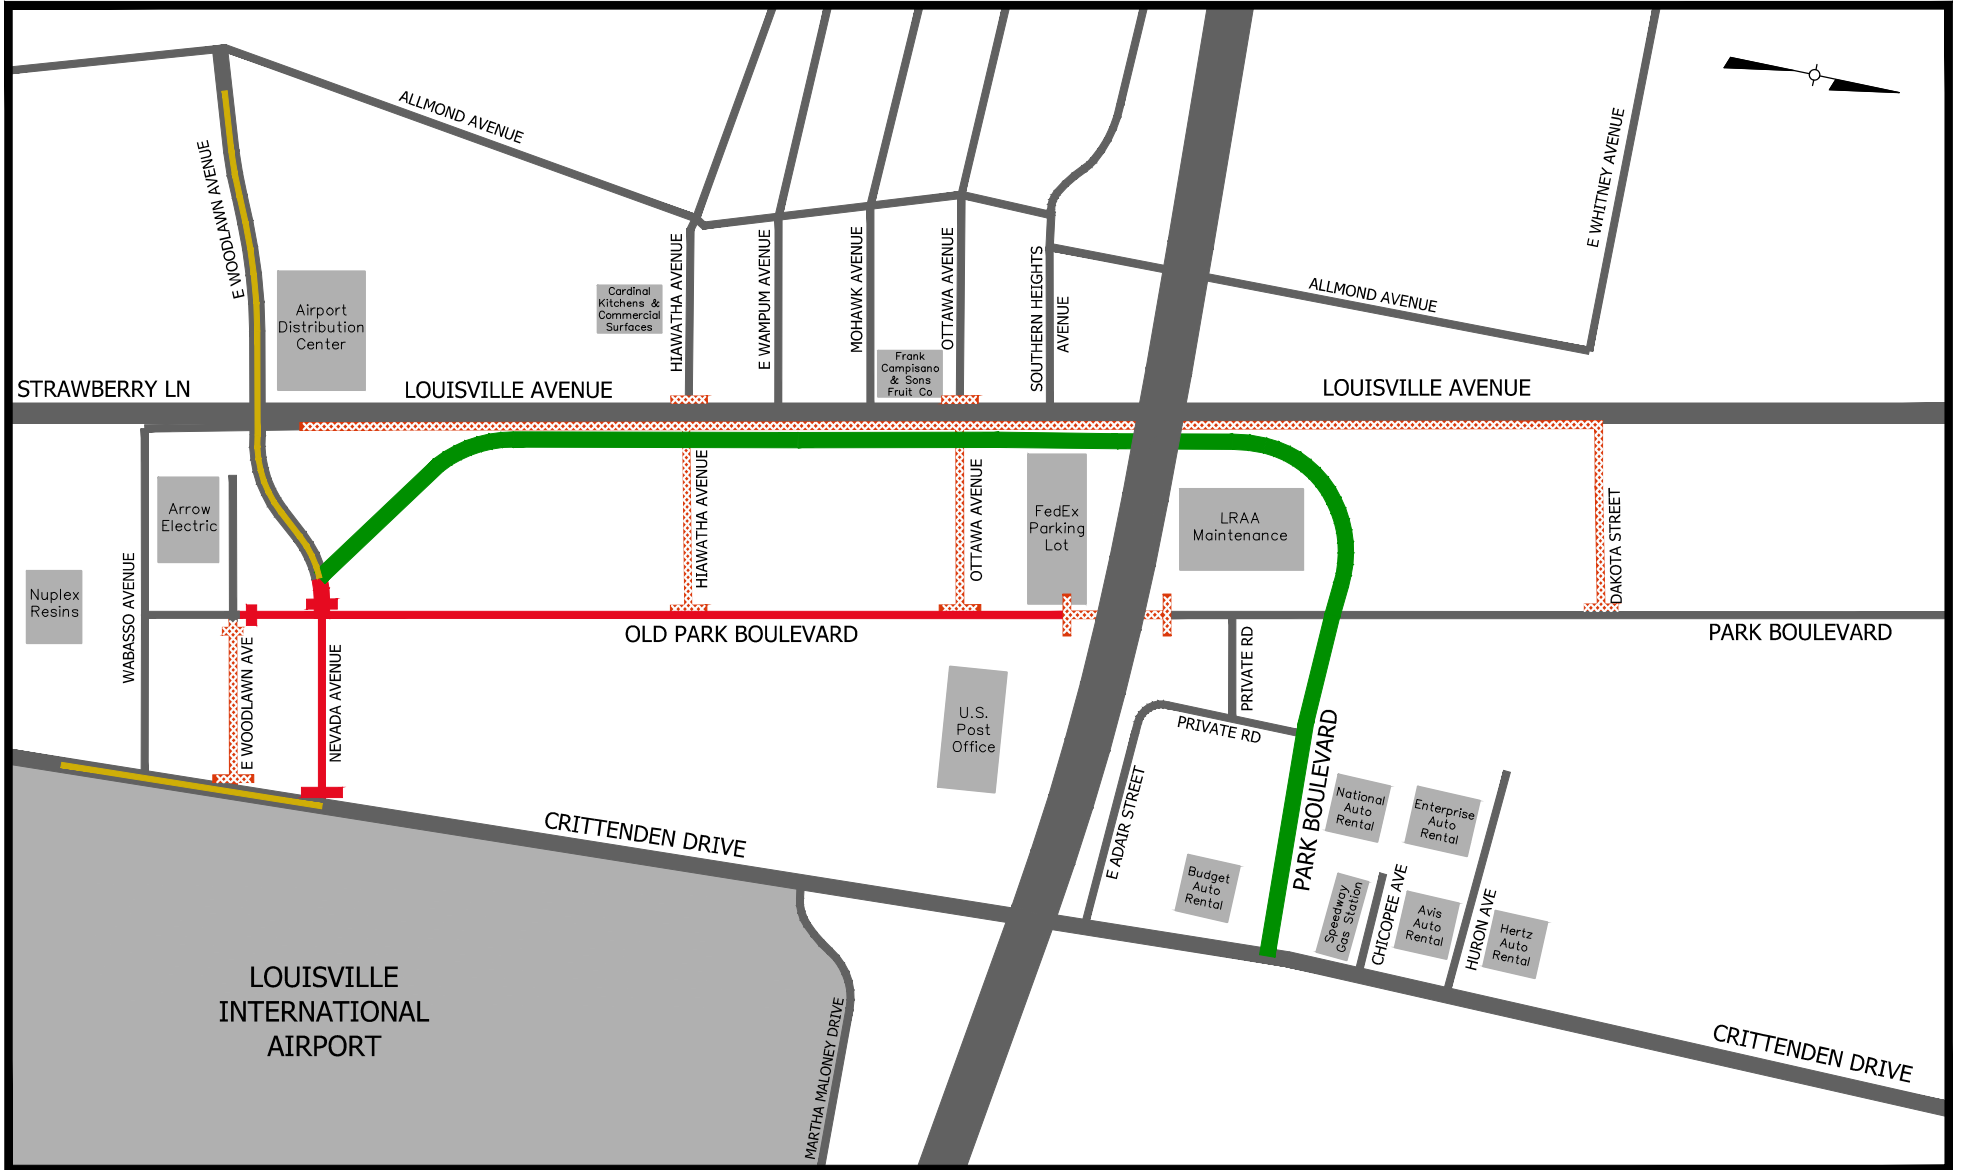 ALLMOND AVENUE
E WOODLAWN AVENUE
E WHITNEY AVENUE
Airport
Distribution
Center
Cardinal
Kitchens &
Commercial
Surfaces
HIAWATHA AVENUE
E WAMPUM AVENUE
MOHAWK AVENUE
OTTAWA AVENUE
SOUTHERN HEIGHTS
AVENUE
ALLMOND AVENUE
Frank
Campisano
& Sons
Fruit Co
STRAWBERRY LN
LOUISVILLE AVENUE
LOUISVILLE AVENUE
Arrow
Electric
HIAWATHA AVENUE
OTTAWA AVENUE
FedEx
Parking
Lot
LRAA
Maintenance
DAKOTA STREET
Nuplex
Resins
WABASSO AVENUE
E WOODLAWN AVE
NEVADA AVENUE
OLD PARK BOULEVARD
PARK BOULEVARD
PRIVATE RD
PRIVATE RD
U.S.
Post
Office
E ADAIR STREET
PARK BOULEVARD
National
Auto
Rental
Enterprise
Auto
Rental
CRITTENDEN DRIVE
Budget
Auto
Rental
Speedway
Gas Station
CHICOPEE AVE
Avis
Auto
Rental
HURON AVE
Hertz
Auto
Rental
LOUISVILLE
INTERNATIONAL
AIRPORT
MARTHA MALONEY DRIVE
CRITTENDEN DRIVE